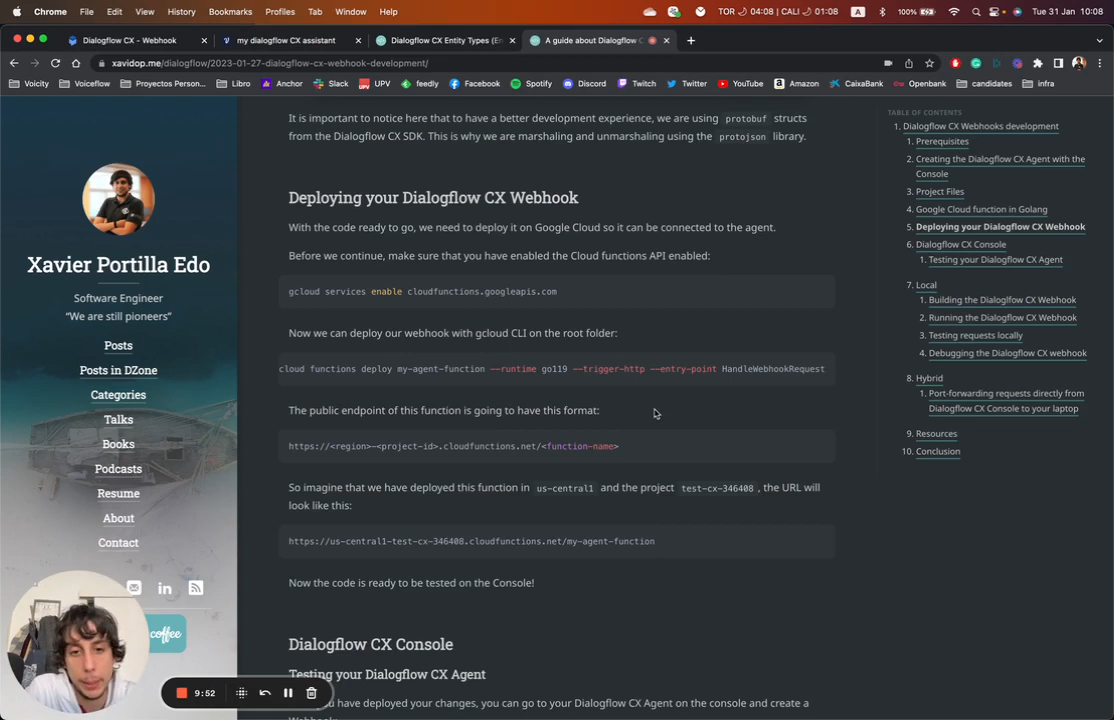 Chrome File Edit View History Bookmarks Profiles Tab Window Help TOR 04:08 | CALI 01:08 A 100% Tue 31 Jan 10:08
Dialogflow CX - Webhook
my dialogflow CX assistant
Dialogflow CX Entity Types (En
A guide about Dialogflow C
xavidop.me/dialogflow/2023-01-27-dialogflow-cx-webhook-development/
Voicity Voiceflow Proyectos Person... Libro Anchor Slack UPV feedly Facebook Spotify Discord Twitch Twitter YouTube Amazon CaixaBank Openbank candidates infra
Xavier Portilla Edo
Software Engineer
“We are still pioneers”
Posts
Posts in DZone
Categories
Talks
Books
Podcasts
Resume
About
Contact
coffee
9:52
It is important to notice here that to have a better development experience, we are using protobuf structs
from the Dialogflow CX SDK. This is why we are marshaling and unmarshaling using the protojson library.
Deploying your Dialogflow CX Webhook
With the code ready to go, we need to deploy it on Google Cloud so it can be connected to the agent.
Before we continue, make sure that you have enabled the Cloud functions API enabled:
gcloud services enable cloudfunctions.googleapis.com
Now we can deploy our webhook with gcloud CLI on the root folder:
cloud functions deploy my-agent-function --runtime go119 --trigger-http --entry-point HandleWebhookRequest
The public endpoint of this function is going to have this format:
https://<region>-<project-id>.cloudfunctions.net/<function-name>
So imagine that we have deployed this function in us-central1 and the project test-cx-346408, the URL will
look like this:
https://us-central1-test-cx-346408.cloudfunctions.net/my-agent-function
Now the code is ready to be tested on the Console!
Dialogflow CX Console
Testing your Dialogflow CX Agent
you have deployed your changes, you can go to your Dialogflow CX Agent on the console and create a
TABLE OF CONTENTS
1. Dialogflow CX Webhooks development
1. Prerequisites
2. Creating the Dialogflow CX Agent with the
Console
3. Project Files
4. Google Cloud function in Golang
5. Deploying your Dialogflow CX Webhook
6. Dialogflow CX Console
1. Testing your Dialogflow CX Agent
7. Local
1. Building the Dialoglfow CX Webhook
2. Running the Dialogflow CX Webhook
3. Testing requests locally
4. Debugging the Dialogflow CX webhook
8. Hybrid
1. Port-forwarding requests directly from
Dialogflow CX Console to your laptop
9. Resources
10. Conclusion